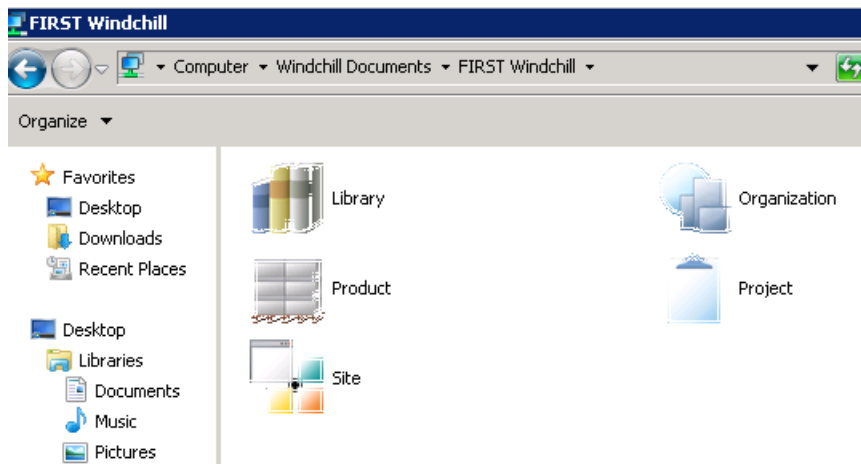 FIRST Windchill
Computer Windchill Documents FIRST Windchill
Organize
Favorites
Desktop
Downloads
Recent Places
Desktop
Libraries
Documents
Music
Pictures
Library
Organization
Product
Project
Site